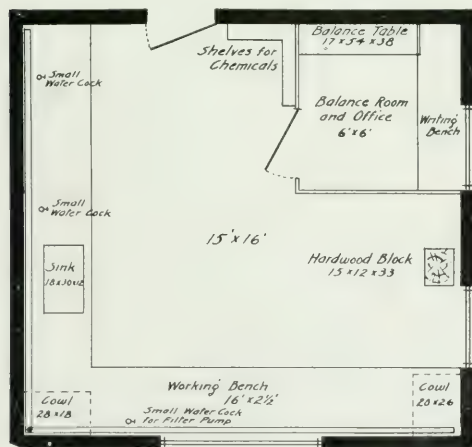 Balance Table
17 x 54 x 38
Shelves for
Chemicals
Small
Water Cock
Balance Room
and Office
6' x 6'
Writing
Bench
Small
Water Cock
15' x 16'
Sink
18 x 30 x 12
Hardwood Block
15 x 12 x 33
Working Bench
16' x 2½'
Cowl
28 x 18
Small Water Cock
for Filter Pump
Cowl
28 x 26